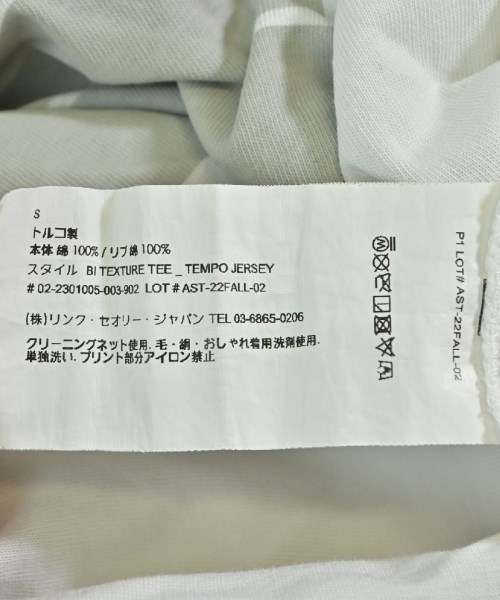 S
トルコ製
本体 綿 100% / リブ 綿 100%
スタイル BI TEXTURE TEE _ TEMPO JERSEY
# 02-2301005-003-902 LOT # AST-22FALL-02
(株)リンク・セオリー・ジャパン TEL 03-6865-0206
クリーニングネット使用. 毛・絹・おしゃれ着用洗剤使用.
単独洗い. プリント部分アイロン禁止
P1 LOT# AST-22FALL-02